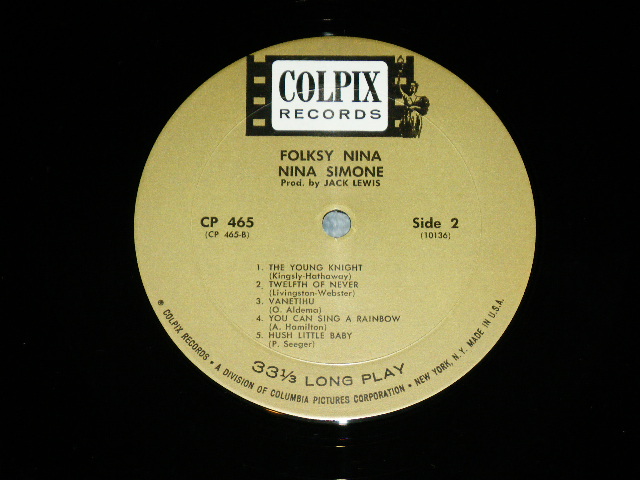 COLPIX
RECORDS
FOLKSY NINA
NINA SIMONE
Prod. by JACK LEWIS
CP 465
(CP 465-B)
Side 2
(10136)
1. THE YOUNG KNIGHT
(Kingsly-Hathaway)
2. TWELFTH OF NEVER
(Livingston-Webster)
3. VANETIHU
(O. Aldema)
4. YOU CAN SING A RAINBOW
(A. Hamilton)
5. HUSH LITTLE BABY
(P. Seeger)
33⅓ LONG PLAY
® COLPIX RECORDS • A DIVISION OF COLUMBIA PICTURES CORPORATION • NEW YORK, N.Y. MADE IN U.S.A.